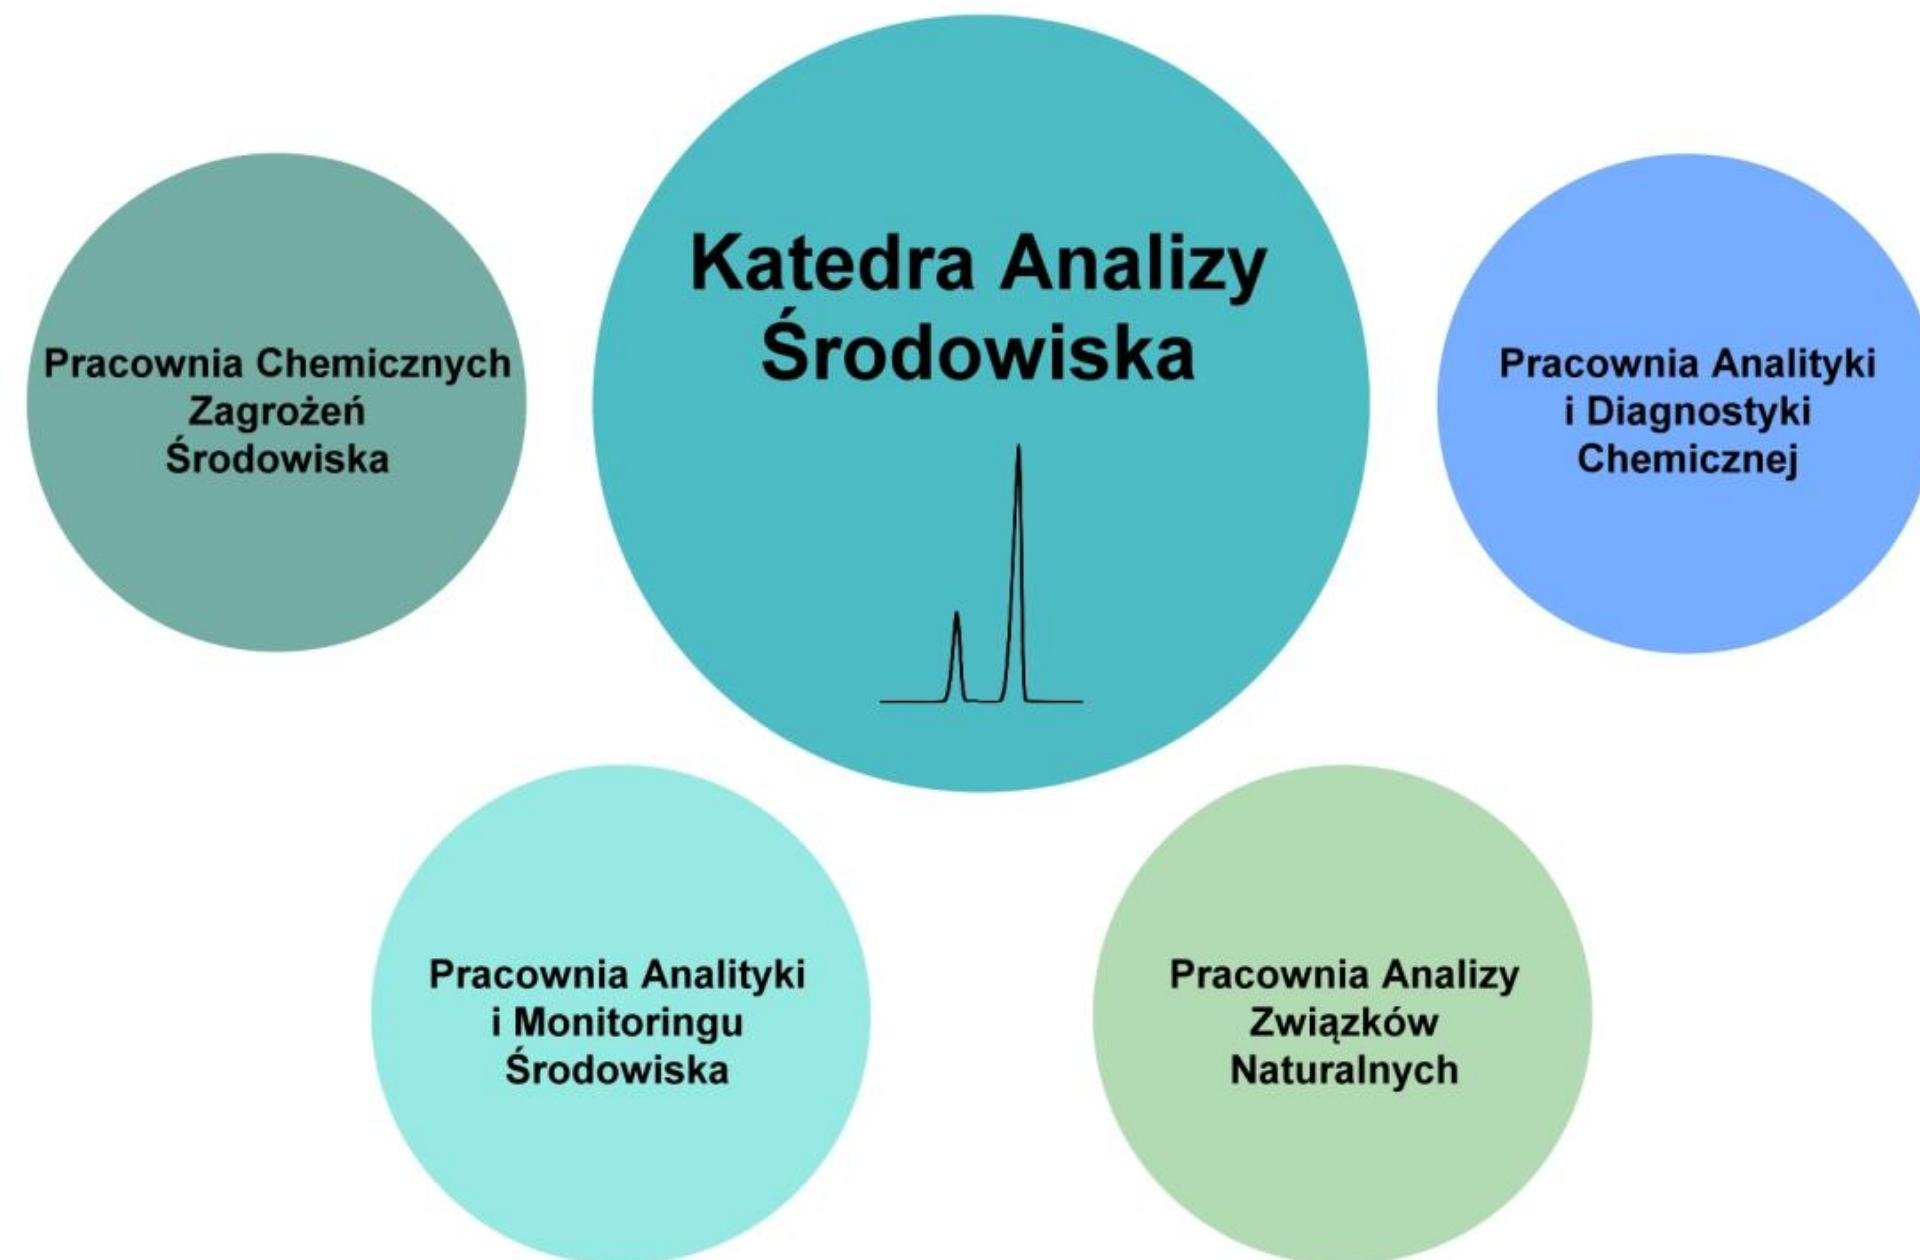 Katedra Analizy
Środowiska
Pracownia Chemicznych
Zagrożeń
Środowiska
Pracownia Analityki
i Diagnostyki
Chemicznej
Pracownia Analityki
i Monitoringu
Środowiska
Pracownia Analizy
Związków
Naturalnych